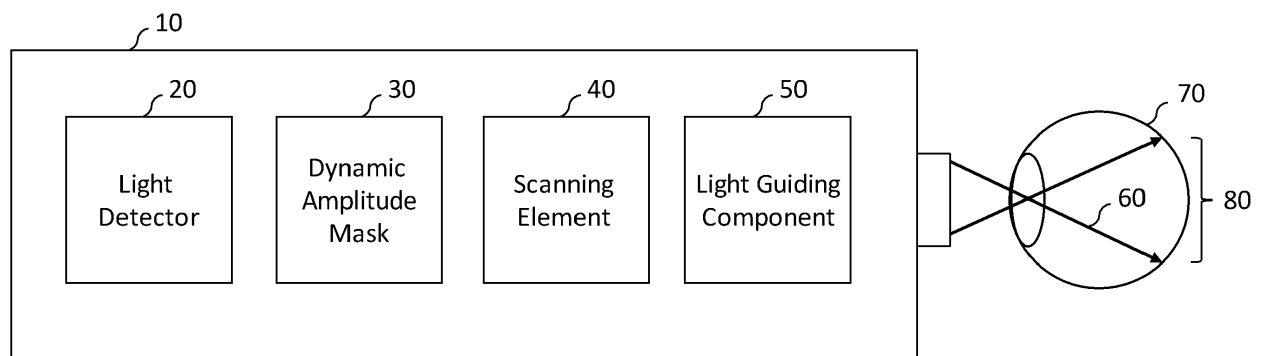 10
20
30
40
50
70
Light
Detector
Dynamic
Amplitude
Mask
Scanning
Element
Light Guiding
Component
60
80